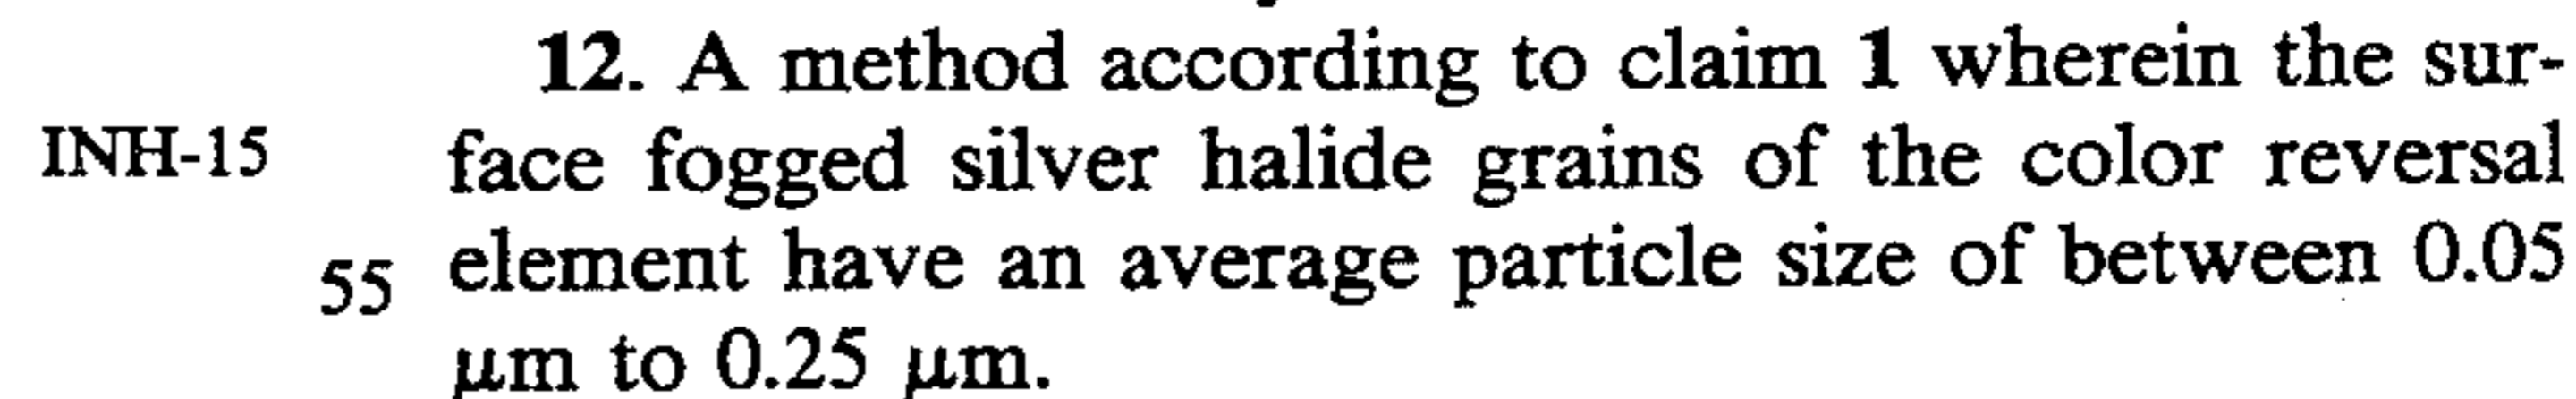 12. A method according to claim 1 wherein the sur-
INH-15 face fogged silver halide grains of the color reversal
55 element have an average particle size of between 0.05
μm to 0.25 μm.